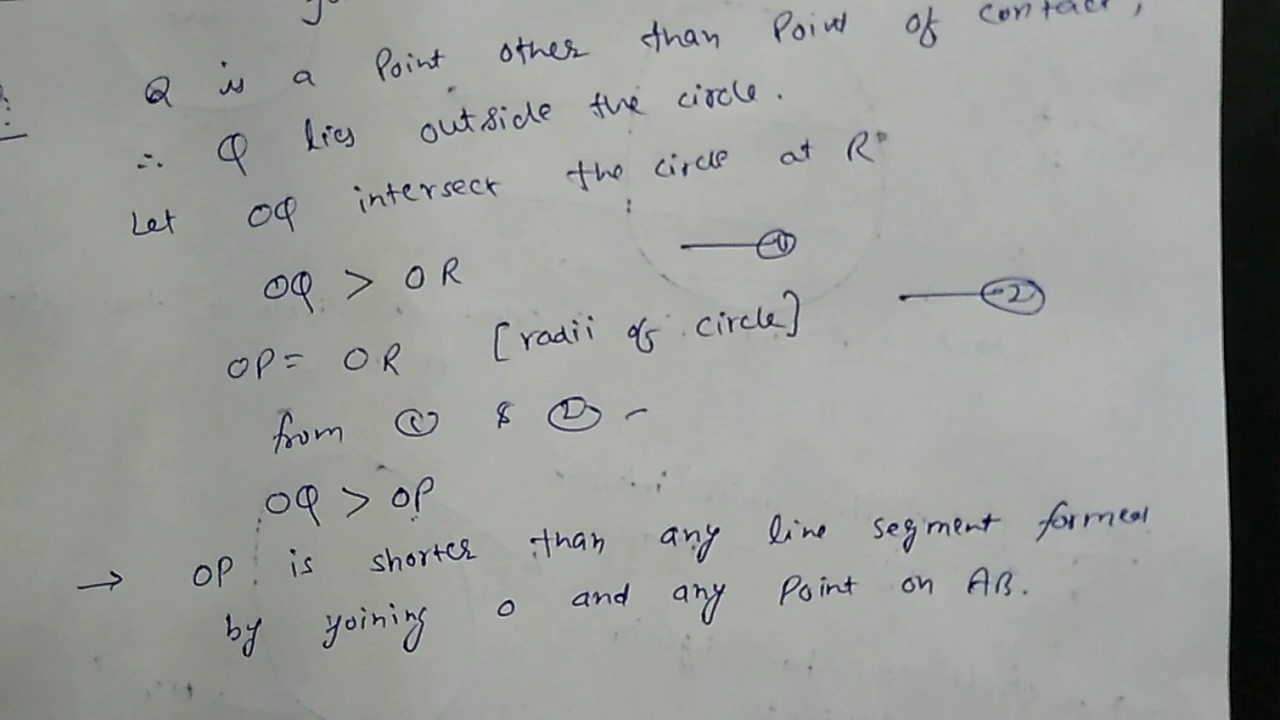 Q is a Point other than Point of contact,
∴ Q lies outside the circle.
Let OQ intersect the circle at R
OQ > OR —①
OP = OR [radii of circle] —②
from ① & ② -
OQ > OP
→ OP is shorter than any line segment formed
by yoining O and any Point on AB.